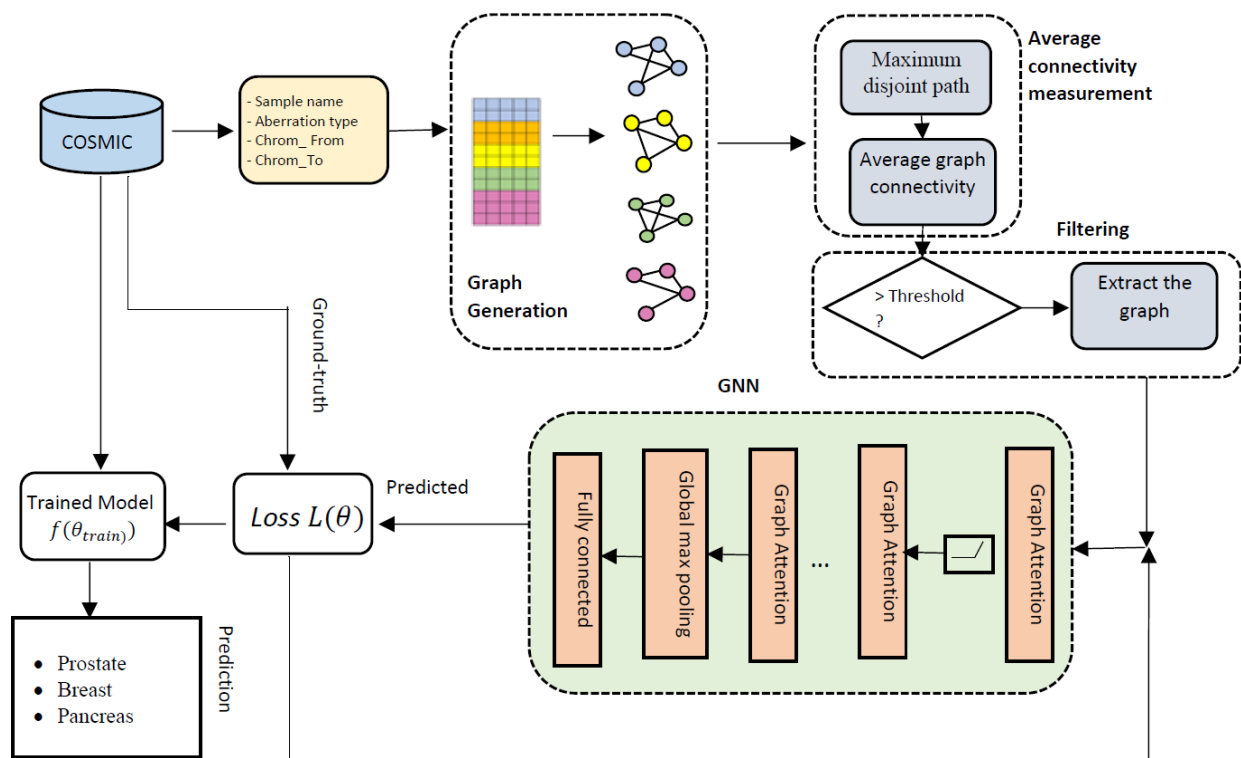 COSMIC
- Sample name
- Aberration type
- Chrom_ From
- Chrom_To
Graph
Generation
Maximum
disjoint path
Average graph
connectivity
Average
connectivity
measurement
Filtering
> Threshold
?
Extract the
graph
GNN
Graph Attention
Graph Attention
...
Graph Attention
Global max pooling
Fully connected
Predicted
Ground-truth
Loss L(θ)
Trained Model
f(θ_train))
Prediction
• Prostate
• Breast
• Pancreas